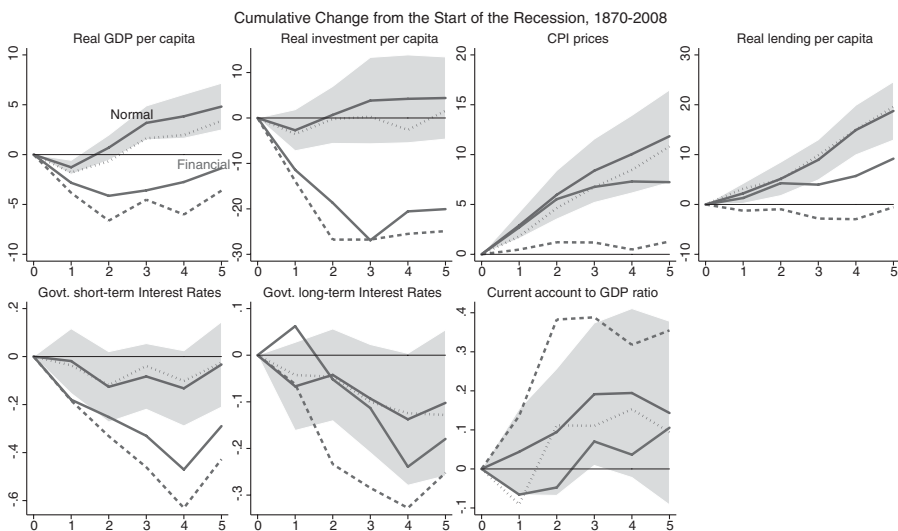 Cumulative Change from the Start of the Recession, 1870-2008
Real GDP per capita
10
5
0
-5
-10
0 1 2 3 4 5
Normal
Financial
Real investment per capita
10
0
-10
-20
-30
0 1 2 3 4 5
CPI prices
20
15
10
5
0
0 1 2 3 4 5
Real lending per capita
30
20
10
0
-10
0 1 2 3 4 5
Govt. short-term Interest Rates
.2
0
-.2
-.4
-.6
0 1 2 3 4 5
Govt. long-term Interest Rates
.1
0
-.1
-.2
-.3
0 1 2 3 4 5
Current account to GDP ratio
.4
.3
.2
.1
0
-.1
0 1 2 3 4 5